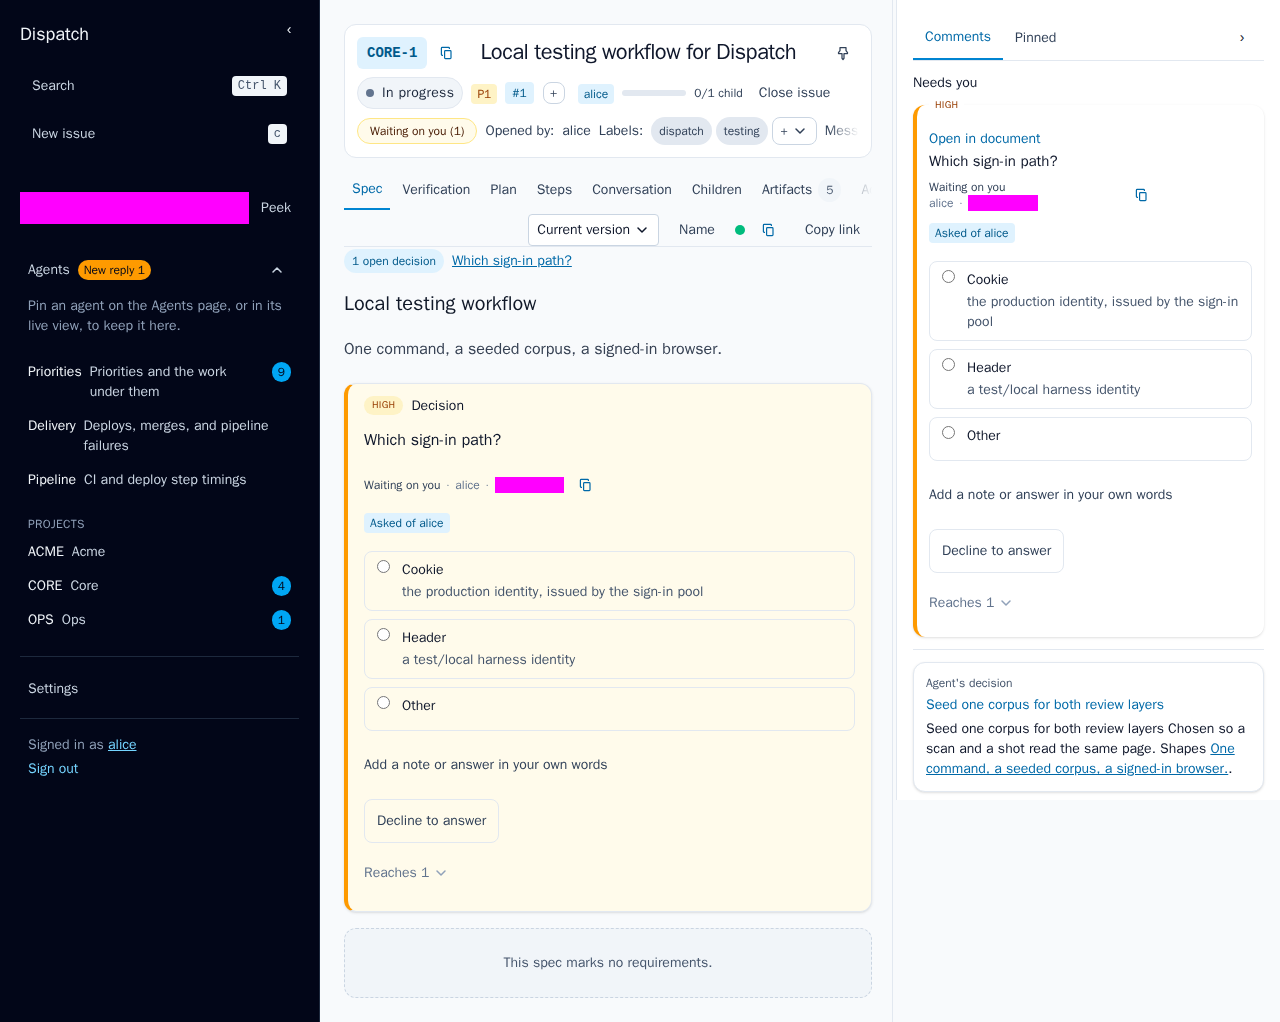 Dispatch
Search
Ctrl K
New issue
C
Peek
Agents
New reply 1
Pin an agent on the Agents page, or in its
live view, to keep it here.
Priorities
Priorities and the work
under them
9
Delivery
Deploys, merges, and pipeline
failures
Pipeline
CI and deploy step timings
PROJECTS
ACME Acme
CORE Core
4
OPS Ops
1
Settings
Signed in as alice
Sign out
CORE-1
Local testing workflow for Dispatch
In progress
P1
#1
+
alice
0/1 child
Close issue
Waiting on you (1)
Opened by: alice
Labels:
dispatch
testing
+
Mess
Spec
Verification
Plan
Steps
Conversation
Children
Artifacts
5
Current version
Name
Copy link
1 open decision
Which sign-in path?
Local testing workflow
One command, a seeded corpus, a signed-in browser.
HIGH
Decision
Which sign-in path?
Waiting on you · alice ·
Asked of alice
Cookie
the production identity, issued by the sign-in pool
Header
a test/local harness identity
Other
Add a note or answer in your own words
Decline to answer
Reaches 1
This spec marks no requirements.
Comments
Pinned
Needs you
HIGH
Open in document
Which sign-in path?
Waiting on you
alice ·
Asked of alice
Cookie
the production identity, issued by the sign-in
pool
Header
a test/local harness identity
Other
Add a note or answer in your own words
Decline to answer
Reaches 1
Agent's decision
Seed one corpus for both review layers
Seed one corpus for both review layers Chosen so a
scan and a shot read the same page. Shapes One
command, a seeded corpus, a signed-in browser..